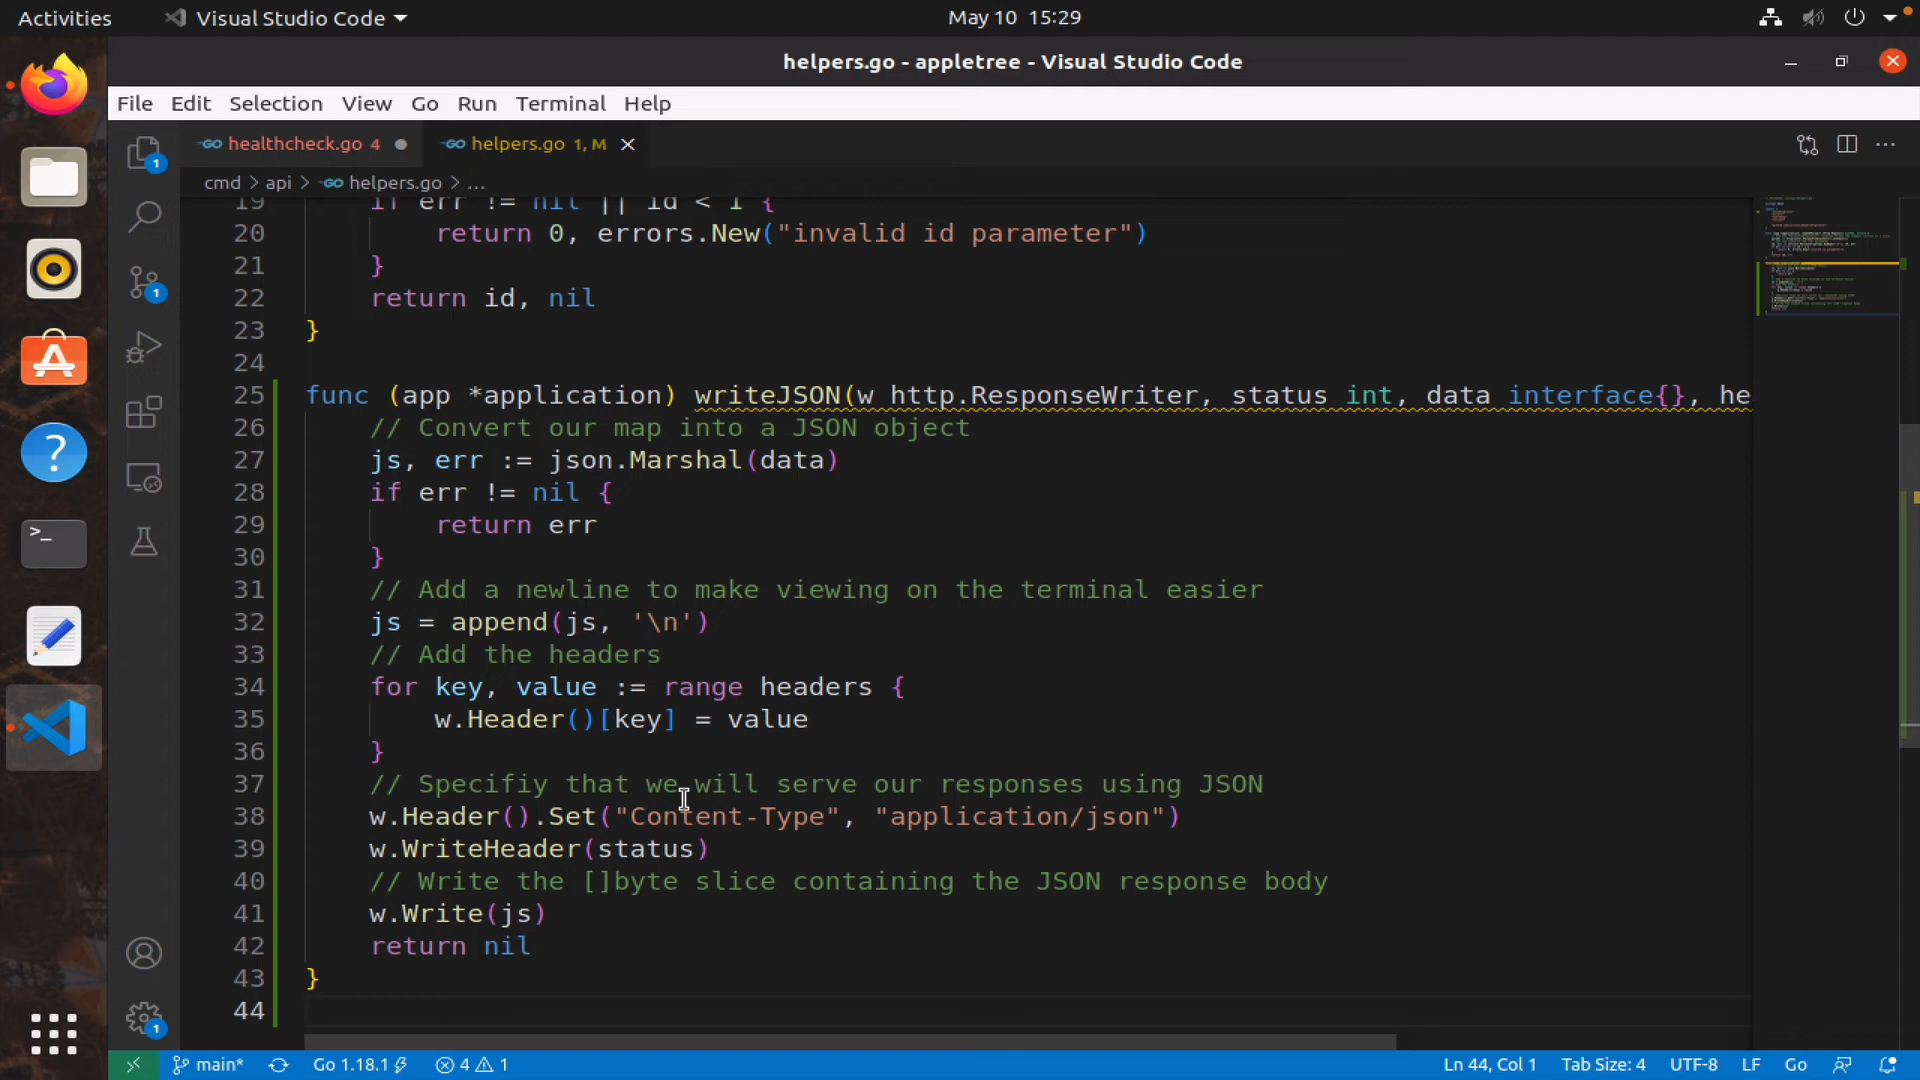 Activities
Visual Studio Code
May 10 15:29
helpers.go - appletree - Visual Studio Code
File Edit Selection View Go Run Terminal Help
healthcheck.go 4
helpers.go 1, M
cmd > api > helpers.go > ...
19 if err != nil || id < 1 {
20 return 0, errors.New("invalid id parameter")
21 }
22 return id, nil
23 }
24
25 func (app *application) writeJSON(w http.ResponseWriter, status int, data interface{}, he
26 // Convert our map into a JSON object
27 js, err := json.Marshal(data)
28 if err != nil {
29 return err
30 }
31 // Add a newline to make viewing on the terminal easier
32 js = append(js, '\n')
33 // Add the headers
34 for key, value := range headers {
35 w.Header()[key] = value
36 }
37 // Specifiy that we will serve our responses using JSON
38 w.Header().Set("Content-Type", "application/json")
39 w.WriteHeader(status)
40 // Write the []byte slice containing the JSON response body
41 w.Write(js)
42 return nil
43 }
44
main* Go 1.18.1 4 1 Ln 44, Col 1 Tab Size: 4 UTF-8 LF Go